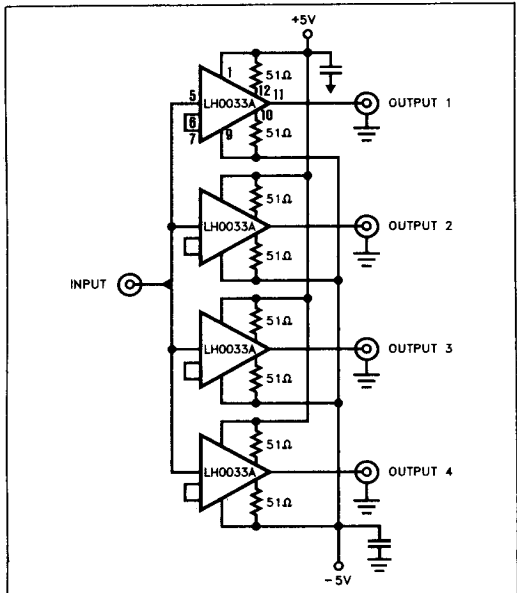 +5V
1
51Ω
5
12
11
LH0033A
OUTPUT 1
6
10
7
9
51Ω
51Ω
LH0033A
OUTPUT 2
51Ω
INPUT
51Ω
LH0033A
OUTPUT 3
51Ω
51Ω
LH0033A
OUTPUT 4
51Ω
-5V